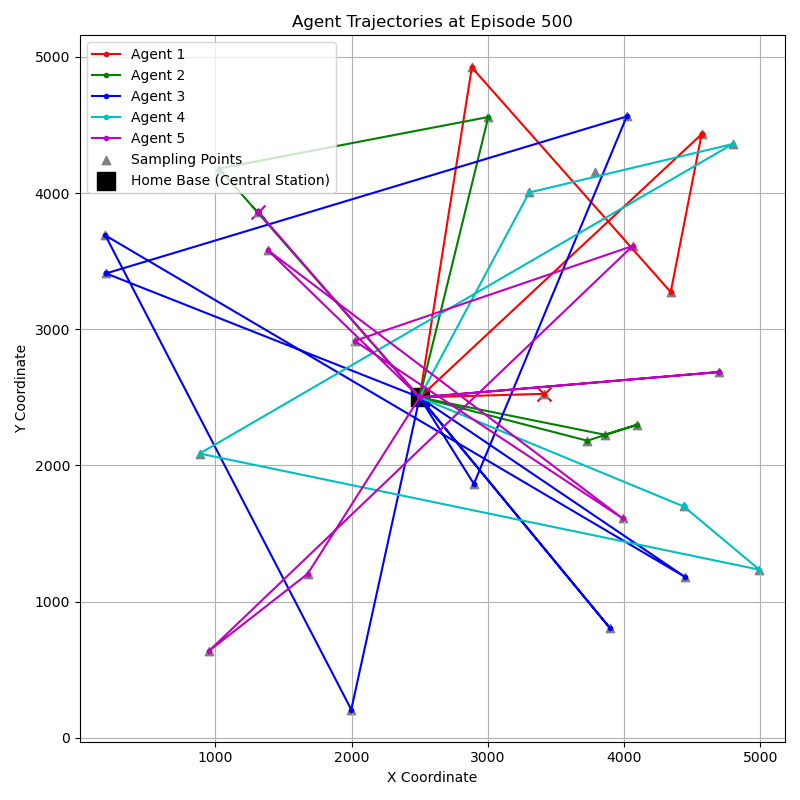 Agent Trajectories at Episode 500
Agent 1
Agent 2
Agent 3
Agent 4
Agent 5
Sampling Points
Home Base (Central Station)
Y Coordinate
5000
4000
3000
2000
1000
0
1000 2000 3000 4000 5000
X Coordinate